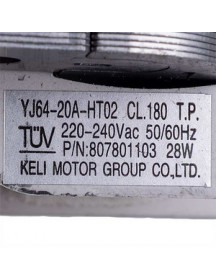 YJ64-20A-HT02 CL.180 T.P.
TÜV 220-240Vac 50/60Hz
P/N:807801103 28W
KELI MOTOR GROUP CO.,LTD.